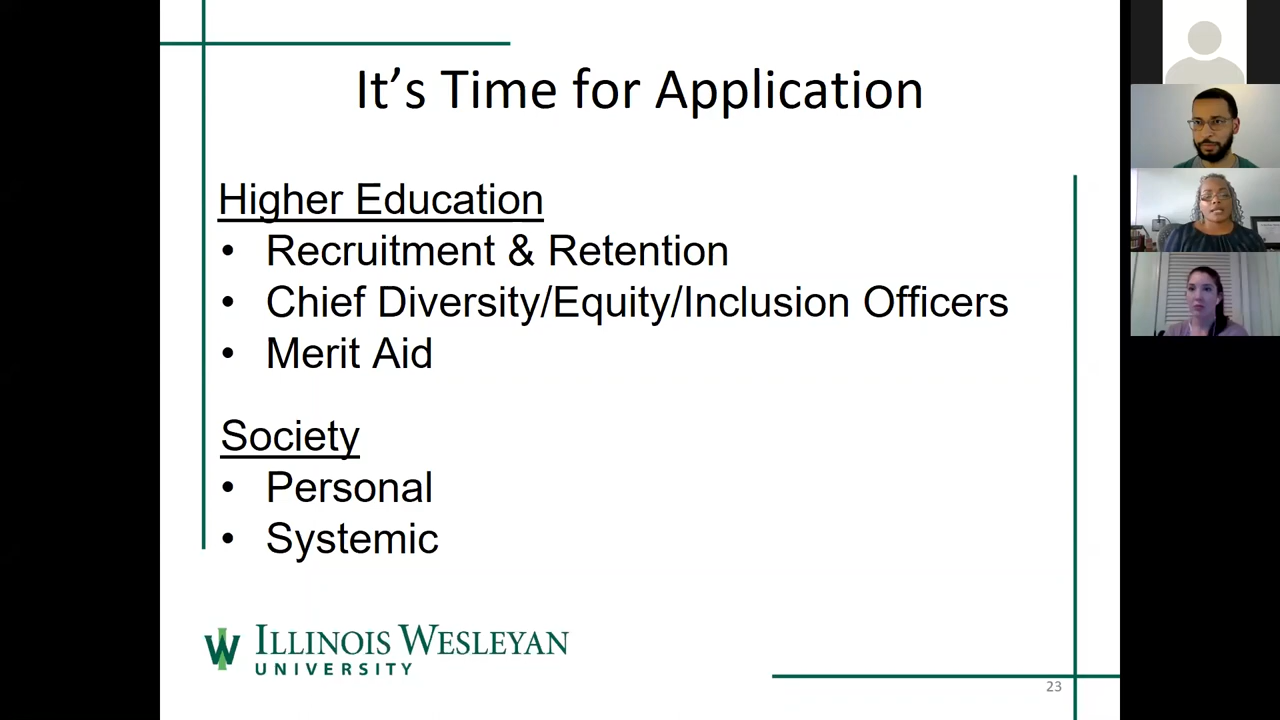 It’s Time for Application
Higher Education
• Recruitment & Retention
• Chief Diversity/Equity/Inclusion Officers
• Merit Aid
Society
• Personal
• Systemic
ILLINOIS WESLEYAN
UNIVERSITY
23